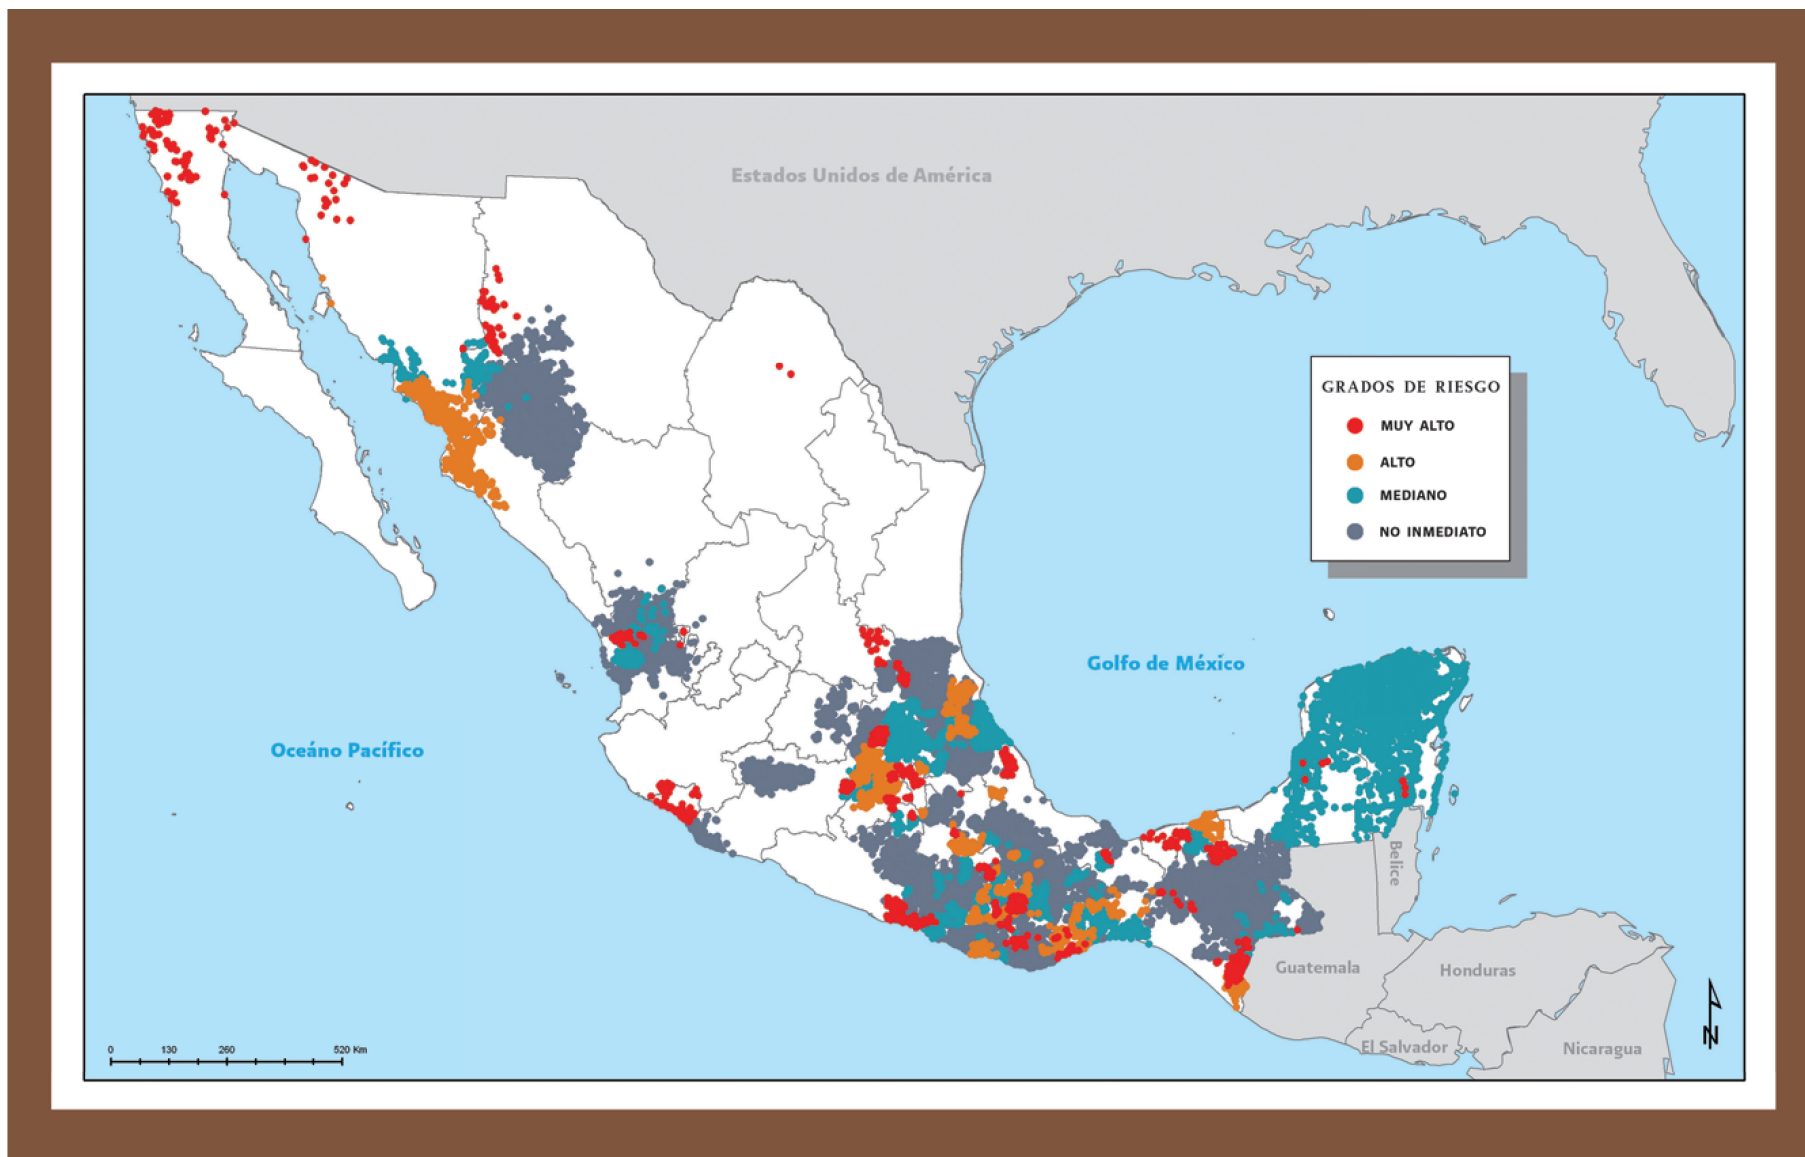 Estados Unidos de América
GRADOS DE RIESGO
MUY ALTO
ALTO
MEDIANO
NO INMEDIATO
Golfo de México
Oceáno Pacífico
Belice
Guatemala
Honduras
El Salvador
Nicaragua
0 130 260 520 Km
N